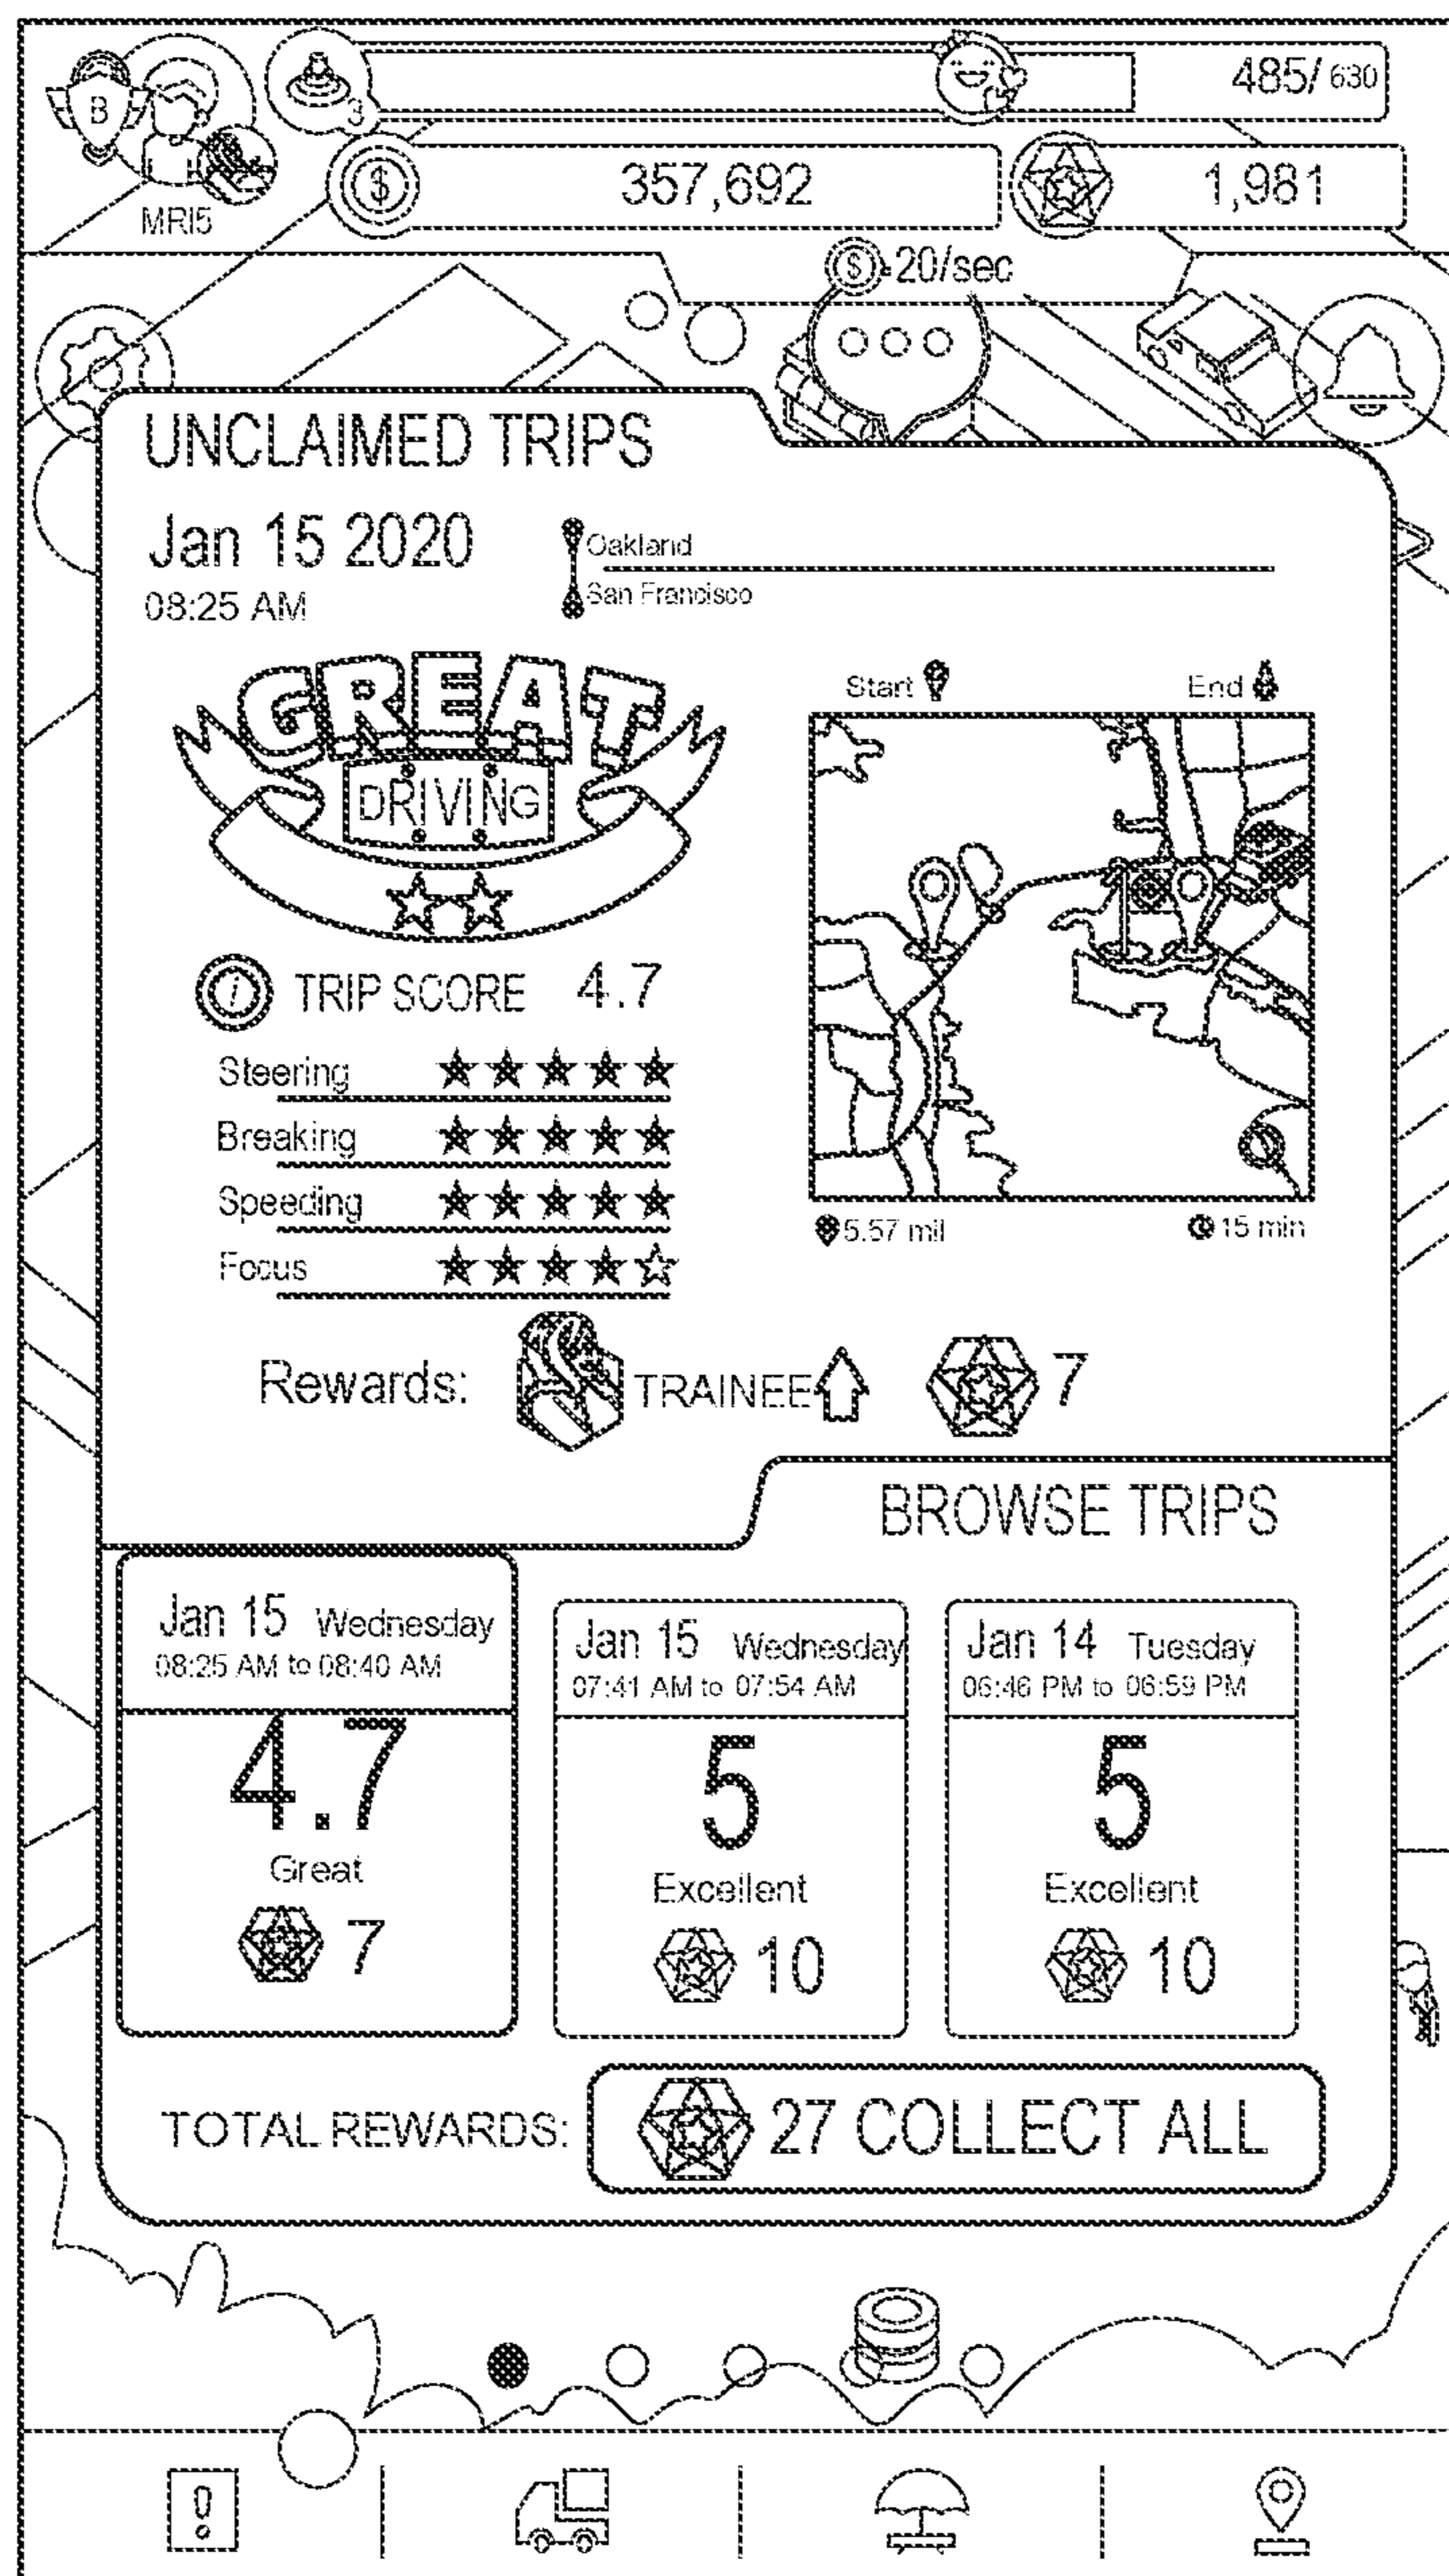 B
3
485/ 630
MRI5
$ 357,692
1,981
$ 20/sec
UNCLAIMED TRIPS
Jan 15 2020
08:25 AM
Oakland
San Francisco
GREAT
DRIVING
Start
End
i TRIP SCORE 4.7
Steering
Breaking
Speeding
Focus
5.57 mil
15 min
Rewards: TRAINEE 7
BROWSE TRIPS
Jan 15 Wednesday
08:25 AM to 08:40 AM
4.7
Great
7
Jan 15 Wednesday
07:41 AM to 07:54 AM
5
Excellent
10
Jan 14 Tuesday
06:46 PM to 06:59 PM
5
Excellent
10
TOTAL REWARDS: 27 COLLECT ALL
!